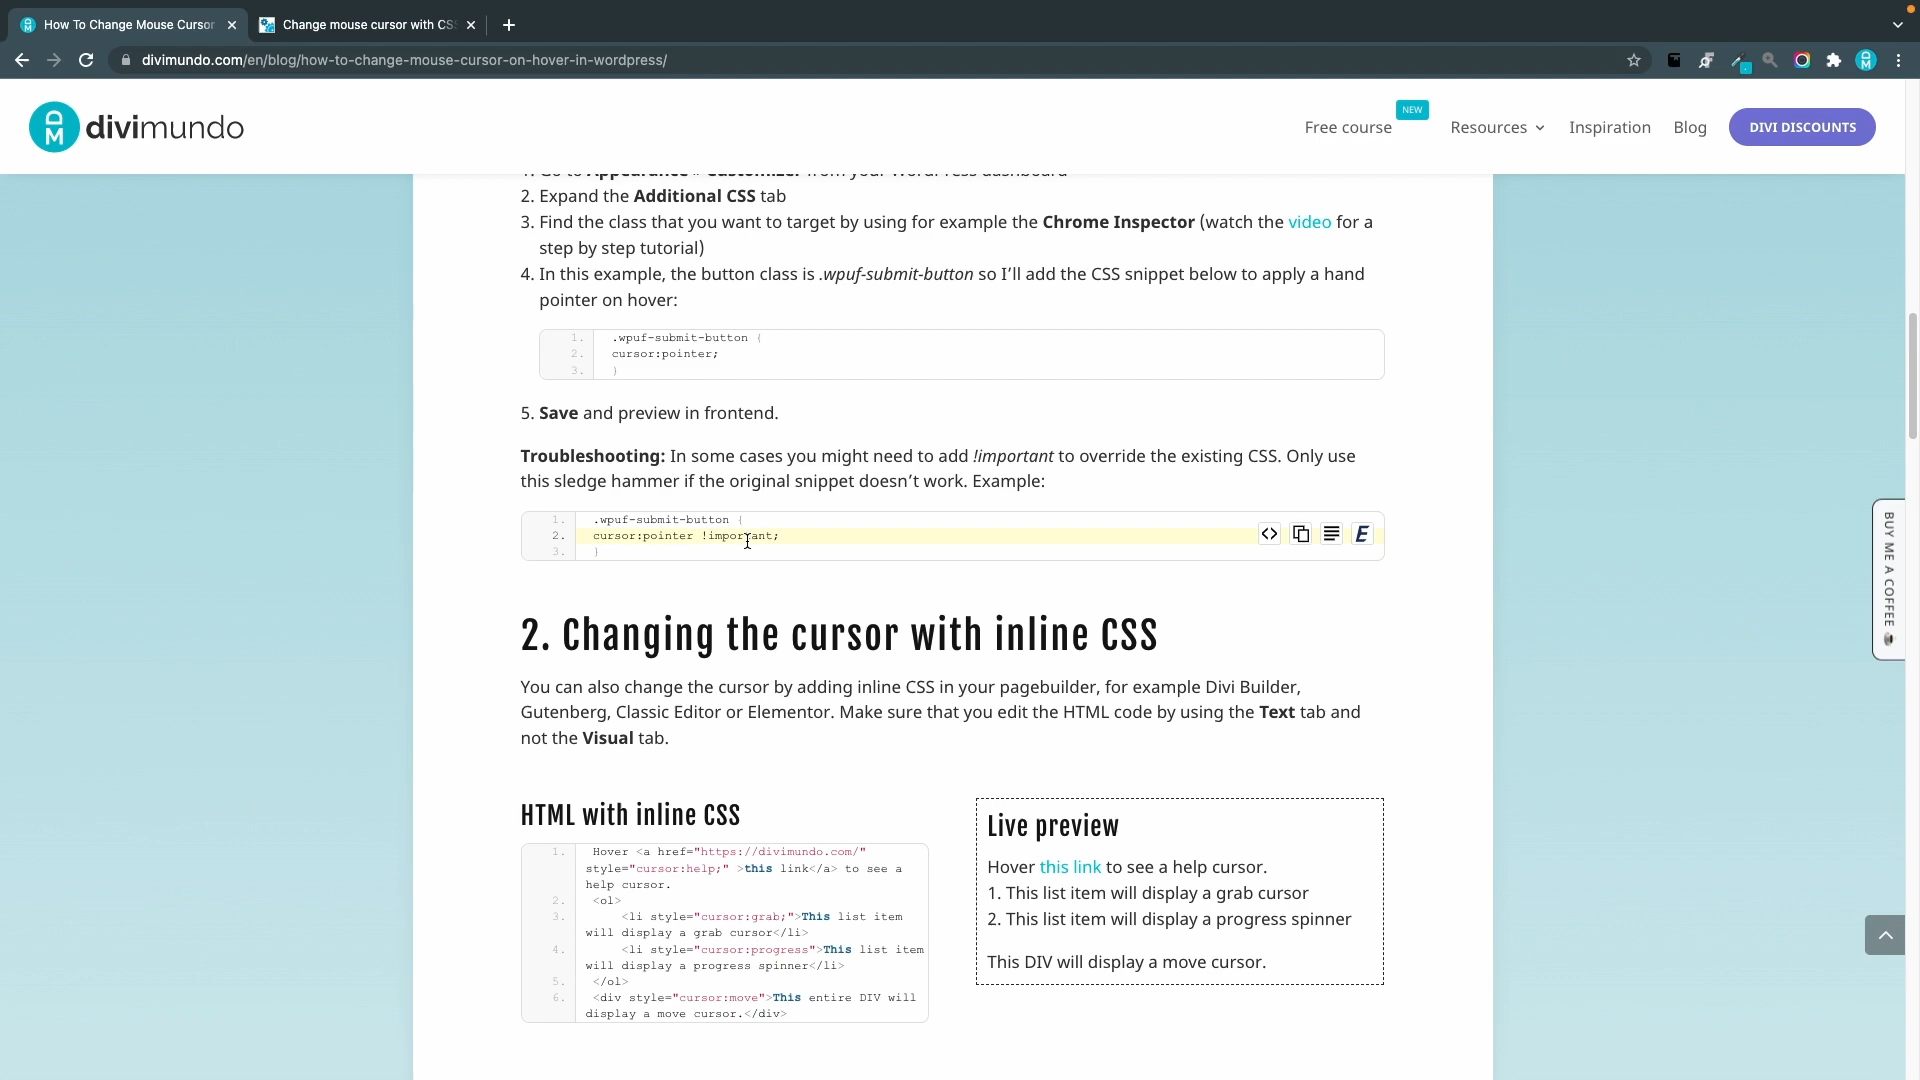 How To Change Mouse Cursor
Change mouse cursor with CS
divimundo.com/en/blog/how-to-change-mouse-cursor-on-hover-in-wordpress/
divimundo
Free course
NEW
Resources
Inspiration
Blog
DIVI DISCOUNTS
2. Expand the Additional CSS tab
3. Find the class that you want to target by using for example the Chrome Inspector (watch the video for a
step by step tutorial)
4. In this example, the button class is .wpuf-submit-button so I’ll add the CSS snippet below to apply a hand
pointer on hover:
1. .wpuf-submit-button {
2. cursor:pointer;
3. }
5. Save and preview in frontend.
Troubleshooting: In some cases you might need to add !important to override the existing CSS. Only use
this sledge hammer if the original snippet doesn’t work. Example:
1. .wpuf-submit-button {
2. cursor:pointer !important;
3. }
BUY ME A COFFEE
2. Changing the cursor with inline CSS
You can also change the cursor by adding inline CSS in your pagebuilder, for example Divi Builder,
Gutenberg, Classic Editor or Elementor. Make sure that you edit the HTML code by using the Text tab and
not the Visual tab.
HTML with inline CSS
1. Hover <a href="https://divimundo.com/"
style="cursor:help;" >this link</a> to see a
help cursor.
2. <ol>
3. <li style="cursor:grab;">This list item
will display a grab cursor</li>
4. <li style="cursor:progress">This list item
will display a progress spinner</li>
5. </ol>
6. <div style="cursor:move">This entire DIV will
display a move cursor.</div>
Live preview
Hover this link to see a help cursor.
1. This list item will display a grab cursor
2. This list item will display a progress spinner
This DIV will display a move cursor.